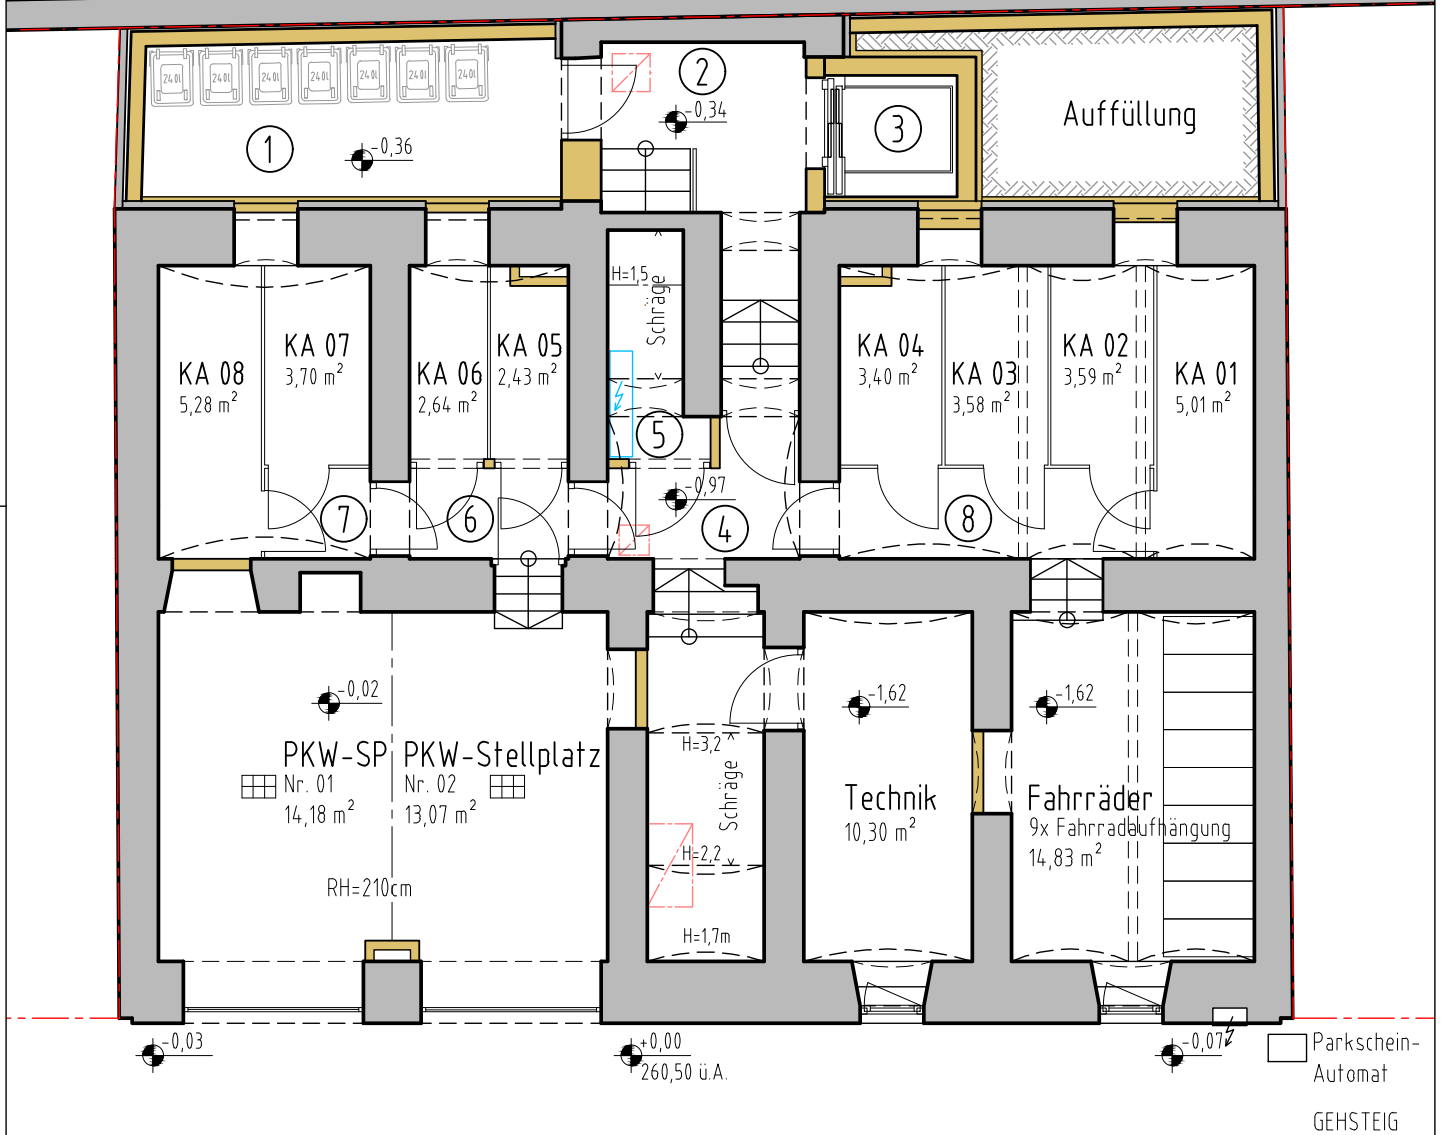 240l
240l
240l
240l
240l
240l
240l
1
-0,36
2
-0,34
3
Auffüllung
KA 08
5,28 m²
KA 07
3,70 m²
KA 06
2,64 m²
KA 05
2,43 m²
H=1,5
Schräge
KA 04
3,40 m²
KA 03
3,58 m²
KA 02
3,59 m²
KA 01
5,01 m²
5
-0,97
4
7
6
8
-0,02
PKW-SP
Nr. 01
14,18 m²
PKW-Stellplatz
Nr. 02
13,07 m²
RH=210cm
H=3,2
Schräge
H=2,2
H=1,7m
-1,62
Technik
10,30 m²
-1,62
Fahrräder
9x Fahrradaufhängung
14,83 m²
-0,03
+0,00
260,50 ü.A.
-0,07
Parkschein-
Automat
GEHSTEIG